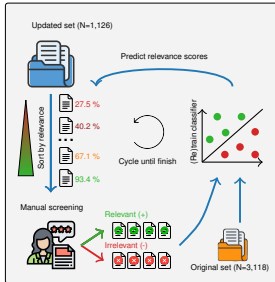 Updated set (N=1,126)
Predict relevance scores
27.5 %
40.2 %
67.1 %
93.4 %
Sort by relevance
Cycle until finish
(Re)train classifier
Manual screening
Relevant (+)
Irrelevant (-)
Original set (N=3,118)